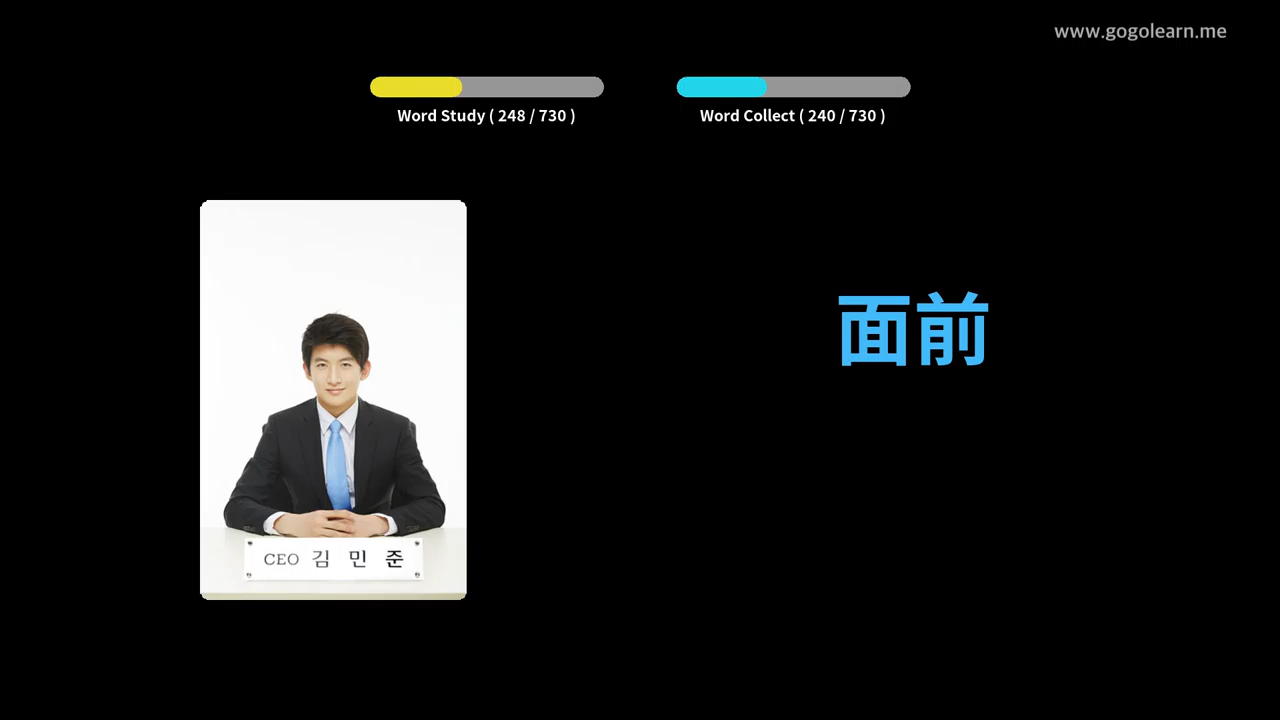 www.gogolearn.me
Word Study ( 248 / 730 )
Word Collect ( 240 / 730 )
面前
CEO 김 민 준